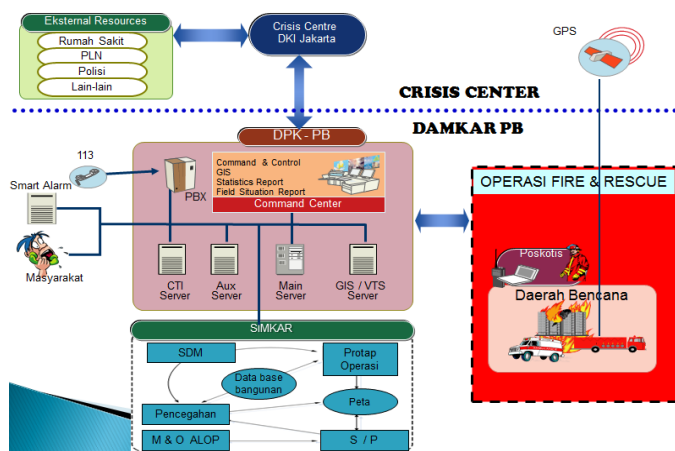 Eksternal Resources
Rumah Sakit
PLN
Polisi
Lain-lain
Crisis Centre
DKI Jakarta
GPS
CRISIS CENTER
DAMKAR PB
DPK - PB
113
PBX
Command & Control
GIS
Statistics Report
Field Situation Report
Command Center
Smart Alarm
Masyarakat
CTI
Server
Aux
Server
Main
Server
GIS / VTS
Server
OPERASI FIRE & RESCUE
Poskotis
Daerah Bencana
SIMKAR
SDM
Protap
Operasi
Data base
bangunan
Pencegahan
Peta
M & O ALOP
S / P